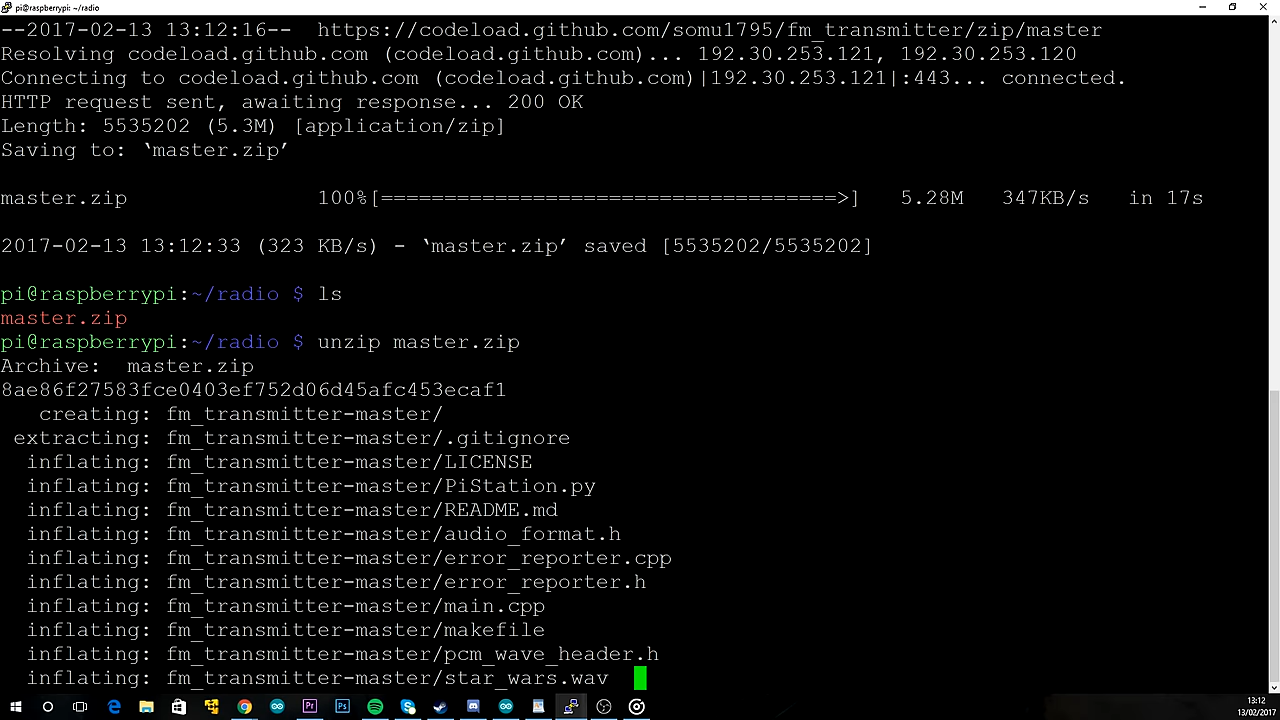 pi@raspberrypi: ~/radio
--2017-02-13 13:12:16-- https://codeload.github.com/somu1795/fm_transmitter/zip/master
Resolving codeload.github.com (codeload.github.com)... 192.30.253.121, 192.30.253.120
Connecting to codeload.github.com (codeload.github.com)|192.30.253.121|:443... connected.
HTTP request sent, awaiting response... 200 OK
Length: 5535202 (5.3M) [application/zip]
Saving to: ‘master.zip’
master.zip 100%[====================================>] 5.28M 347KB/s in 17s
2017-02-13 13:12:33 (323 KB/s) - ‘master.zip’ saved [5535202/5535202]
pi@raspberrypi:~/radio $ ls
master.zip
pi@raspberrypi:~/radio $ unzip master.zip
Archive: master.zip
8ae86f27583fce0403ef752d06d45afc453ecaf1
creating: fm_transmitter-master/
extracting: fm_transmitter-master/.gitignore
inflating: fm_transmitter-master/LICENSE
inflating: fm_transmitter-master/PiStation.py
inflating: fm_transmitter-master/README.md
inflating: fm_transmitter-master/audio_format.h
inflating: fm_transmitter-master/error_reporter.cpp
inflating: fm_transmitter-master/error_reporter.h
inflating: fm_transmitter-master/main.cpp
inflating: fm_transmitter-master/makefile
inflating: fm_transmitter-master/pcm_wave_header.h
inflating: fm_transmitter-master/star_wars.wav
Pr
Ps
13:12
13/02/2017